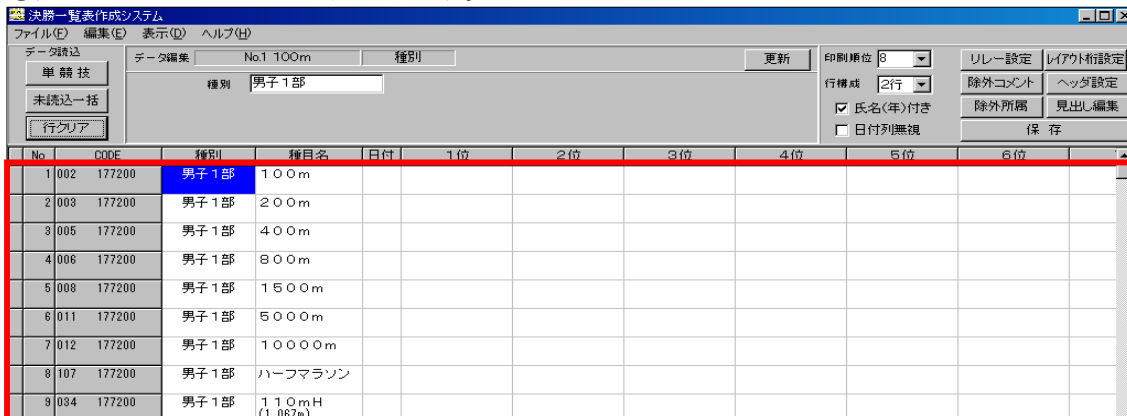 決勝一覧表作成システム
ファイル(F) 編集(E) 表示(D) ヘルプ(H)
データ読込
単競技
未読込一括
行クリア
データ編集 No.1 100m 種別 更新
種別 男子1部
印刷順位 8
行構成 2行
氏名(年)付き
日付列無視
リレー設定 レイアウト桁設定
除外コメント ヘッダ設定
除外所属 見出し編集
保存
No CODE 種別 種目名 日付 1位 2位 3位 4位 5位 6位
1 002 177200 男子1部 100m
2 003 177200 男子1部 200m
3 005 177200 男子1部 400m
4 006 177200 男子1部 800m
5 008 177200 男子1部 1500m
6 011 177200 男子1部 5000m
7 012 177200 男子1部 10000m
8 107 177200 男子1部 ハーフマラソン
9 034 177200 男子1部 110mH
(1.067m)